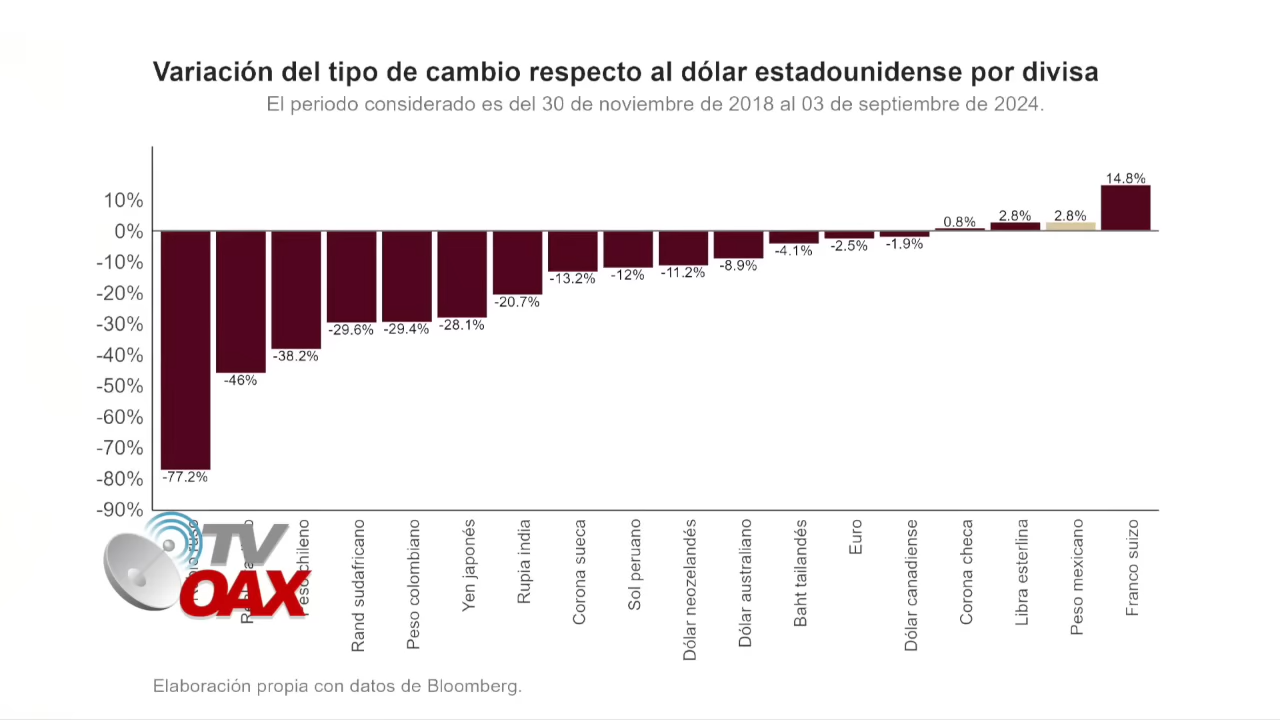 Variación del tipo de cambio respecto al dólar estadounidense por divisa
El periodo considerado es del 30 de noviembre de 2018 al 03 de septiembre de 2024.
10%
0%
-10%
-20%
-30%
-40%
-50%
-60%
-70%
-80%
-90%
-77.2%
-46%
-38.2%
-29.6%
-29.4%
-28.1%
-20.7%
-13.2%
-12%
-11.2%
-8.9%
-4.1%
-2.5%
-1.9%
0.8%
2.8%
2.8%
14.8%
Peso chileno
Rand sudafricano
Peso colombiano
Yen japonés
Rupia india
Corona sueca
Sol peruano
Dólar neozelandés
Dólar australiano
Baht tailandés
Euro
Dólar canadiense
Corona checa
Libra esterlina
Peso mexicano
Franco suizo
TV
OAX
Elaboración propia con datos de Bloomberg.